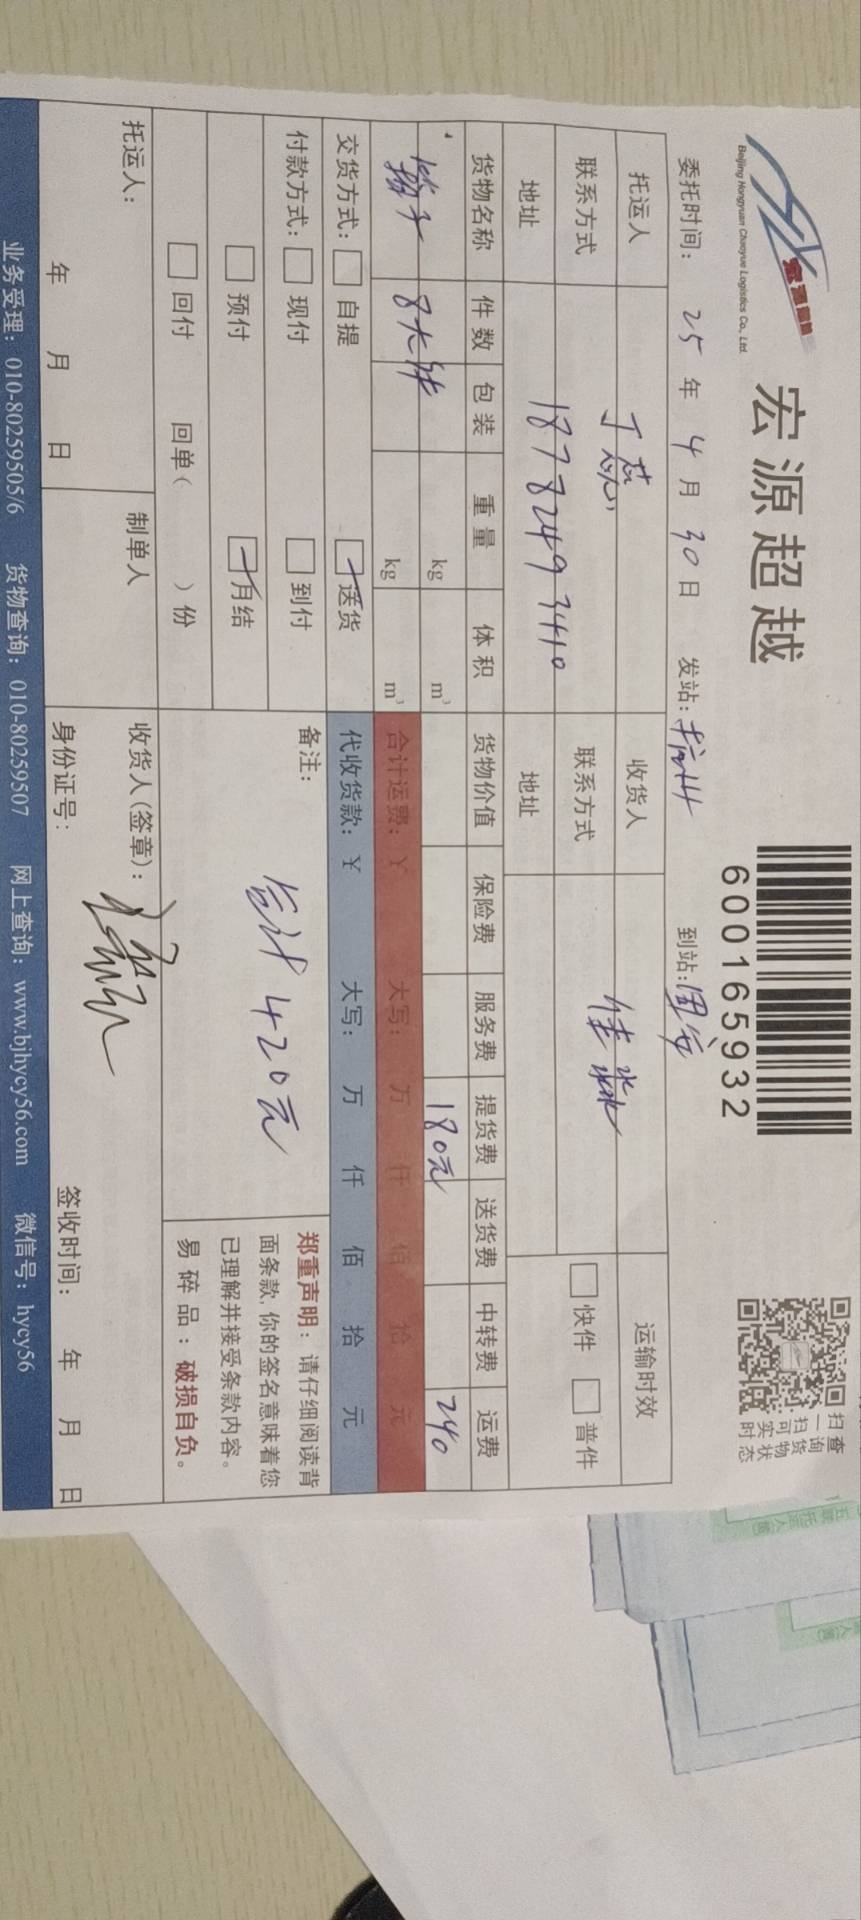 宏源超越
宏源超越
Beijing Hongyuan Chaoyue Logistics Co., Ltd.
600165932
扫一扫可查询货物实时状态
委托时间： 25 年 4 月 30 日 发站： 到站：
托运人 丁 收货人 运输时效
联系方式 联系方式 快件 普件
18778249 3410
地址 地址
货物名称 件数 包装 重量 体积 货物价值 保险费 服务费 提货费 送货费 中转费 运费
kg m³ 180元 240
8大件 kg m³ 合计运费：¥ 大写： 万 仟 佰 拾 元
交货方式： 自提 送货 代收货款：¥ 大写： 万 仟 佰 拾 元
付款方式： 现付 到付 备注：
预付 月结 合计 420元
回付 回单（ ）份
郑重声明：请仔细阅读背
面条款,你的签名意味着您
已理解并接受条款内容。
易碎品：破损自负。
托运人： 制单人 收货人(签章)：
年 月 日 身份证号： 签收时间： 年 月 日
业务受理：010-80259505/6 货物查询：010-80259507 网上查询：www.bjhycy56.com 微信号：hycy56